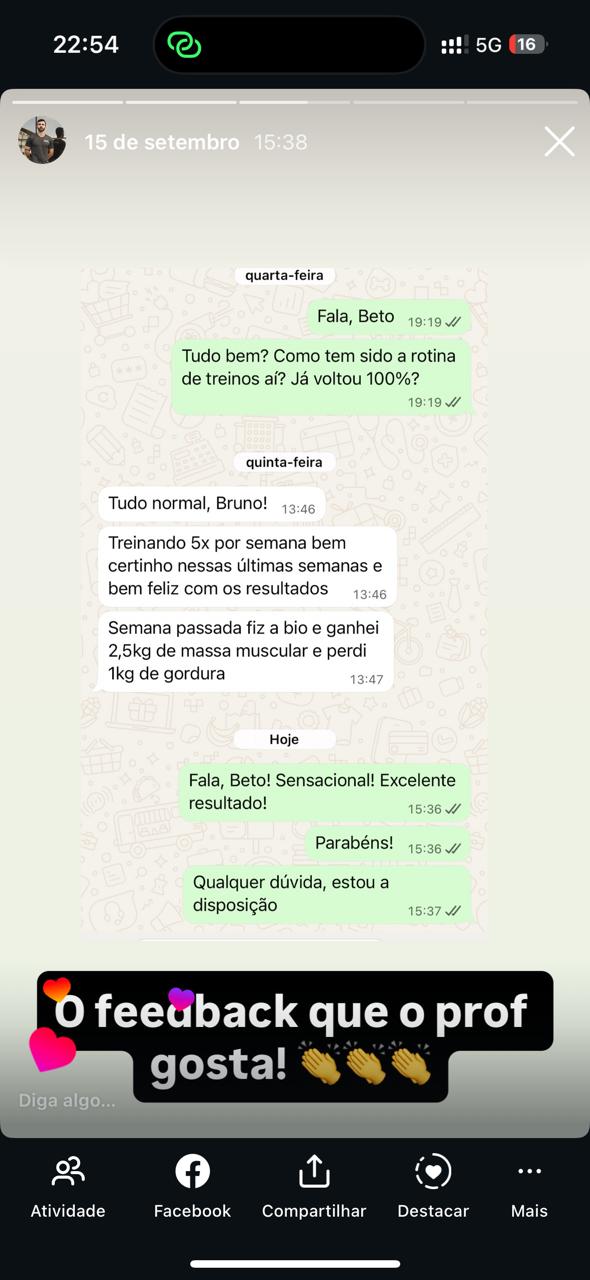 22:54
5G
16
15 de setembro 15:38
quarta-feira
Fala, Beto 19:19
Tudo bem? Como tem sido a rotina
de treinos aí? Já voltou 100%?
19:19
quinta-feira
Tudo normal, Bruno! 13:46
Treinando 5x por semana bem
certinho nessas últimas semanas e
bem feliz com os resultados 13:46
Semana passada fiz a bio e ganhei
2,5kg de massa muscular e perdi
1kg de gordura 13:47
Hoje
Fala, Beto! Sensacional! Excelente
resultado! 15:36
Parabéns! 15:36
Qualquer dúvida, estou a
disposição 15:37
O feedback que o prof
gosta! 👏👏👏
Diga algo...
Atividade Facebook Compartilhar Destacar Mais